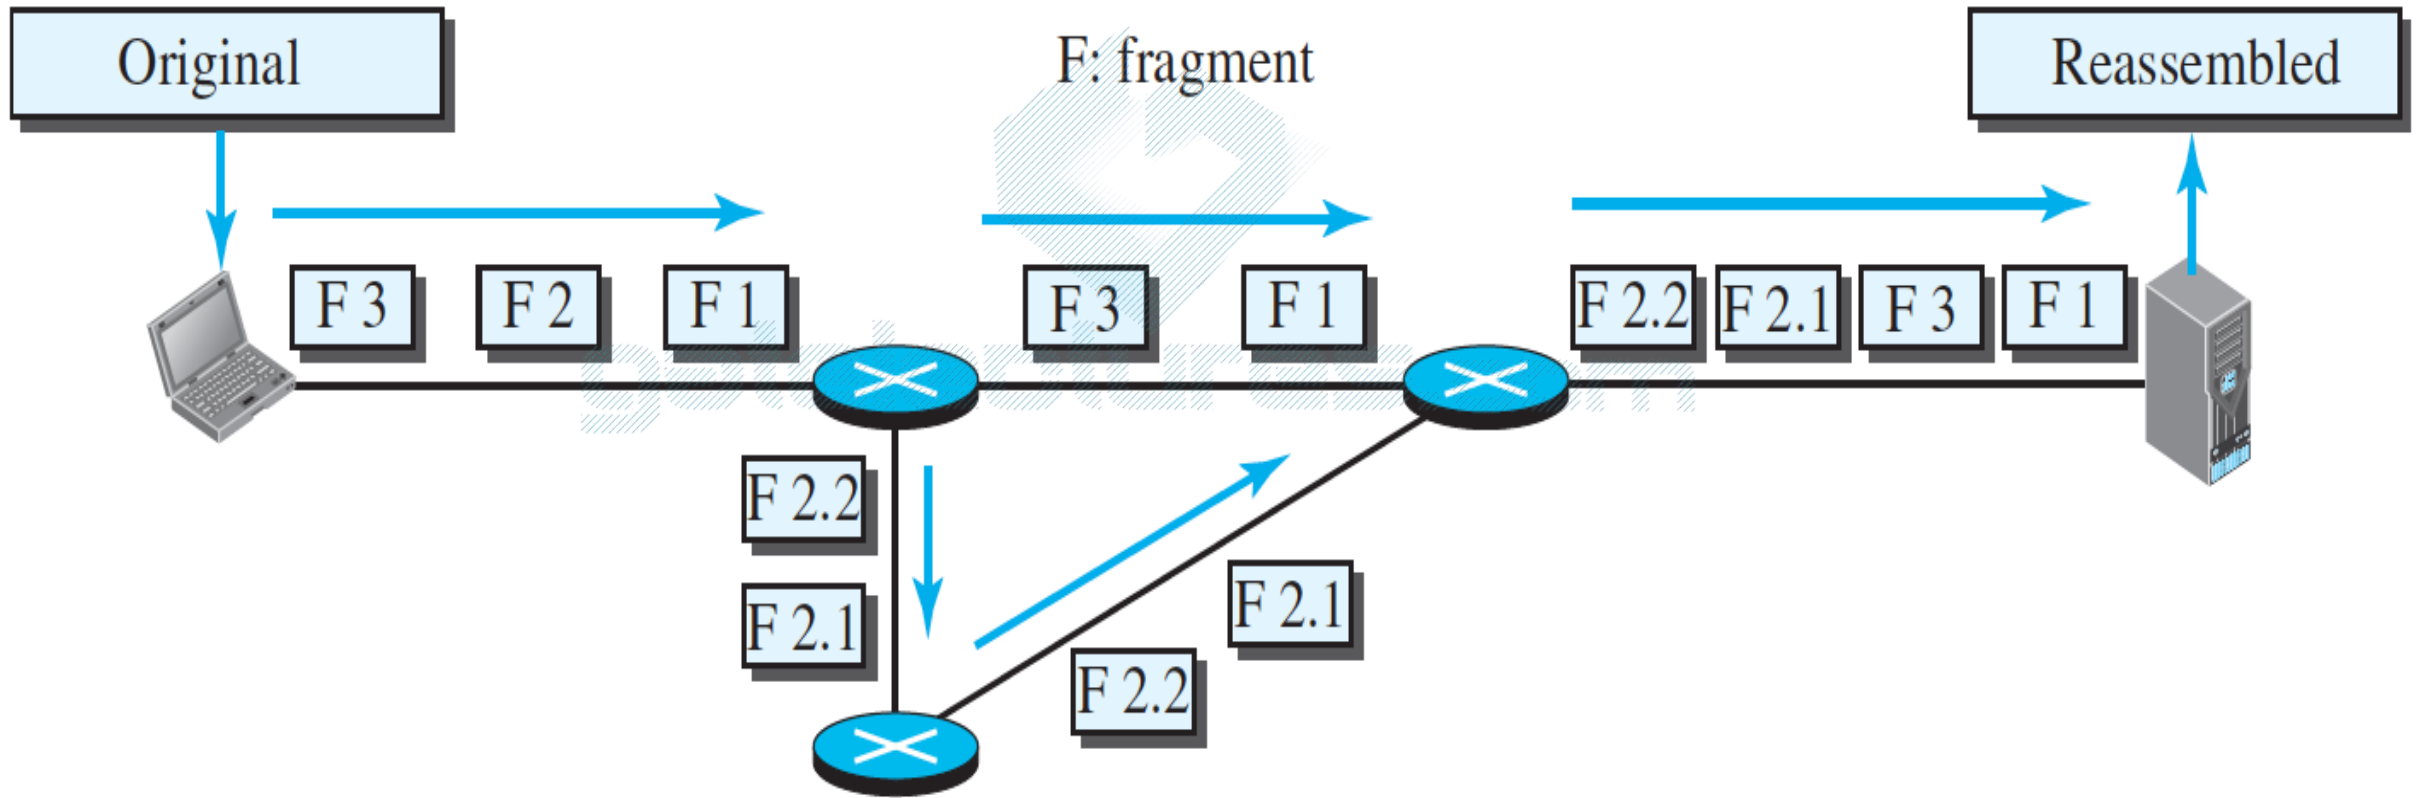 Original
F: fragment
Reassembled
F 3
F 2
F 1
F 3
F 1
F 2.2
F 2.1
F 3
F 1
F 2.2
F 2.1
F 2.1
F 2.2